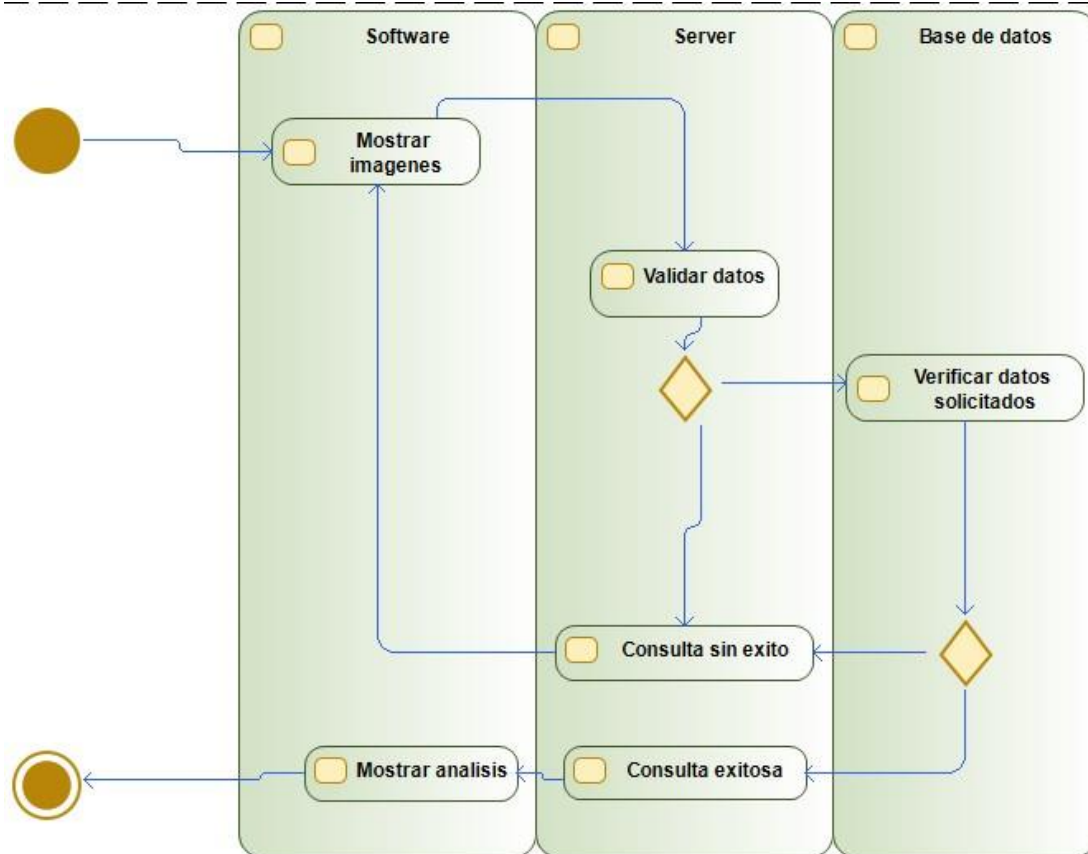 Software
Server
Base de datos
Mostrar
imagenes
Validar datos
Verificar datos
solicitados
Consulta sin exito
Mostrar analisis
Consulta exitosa